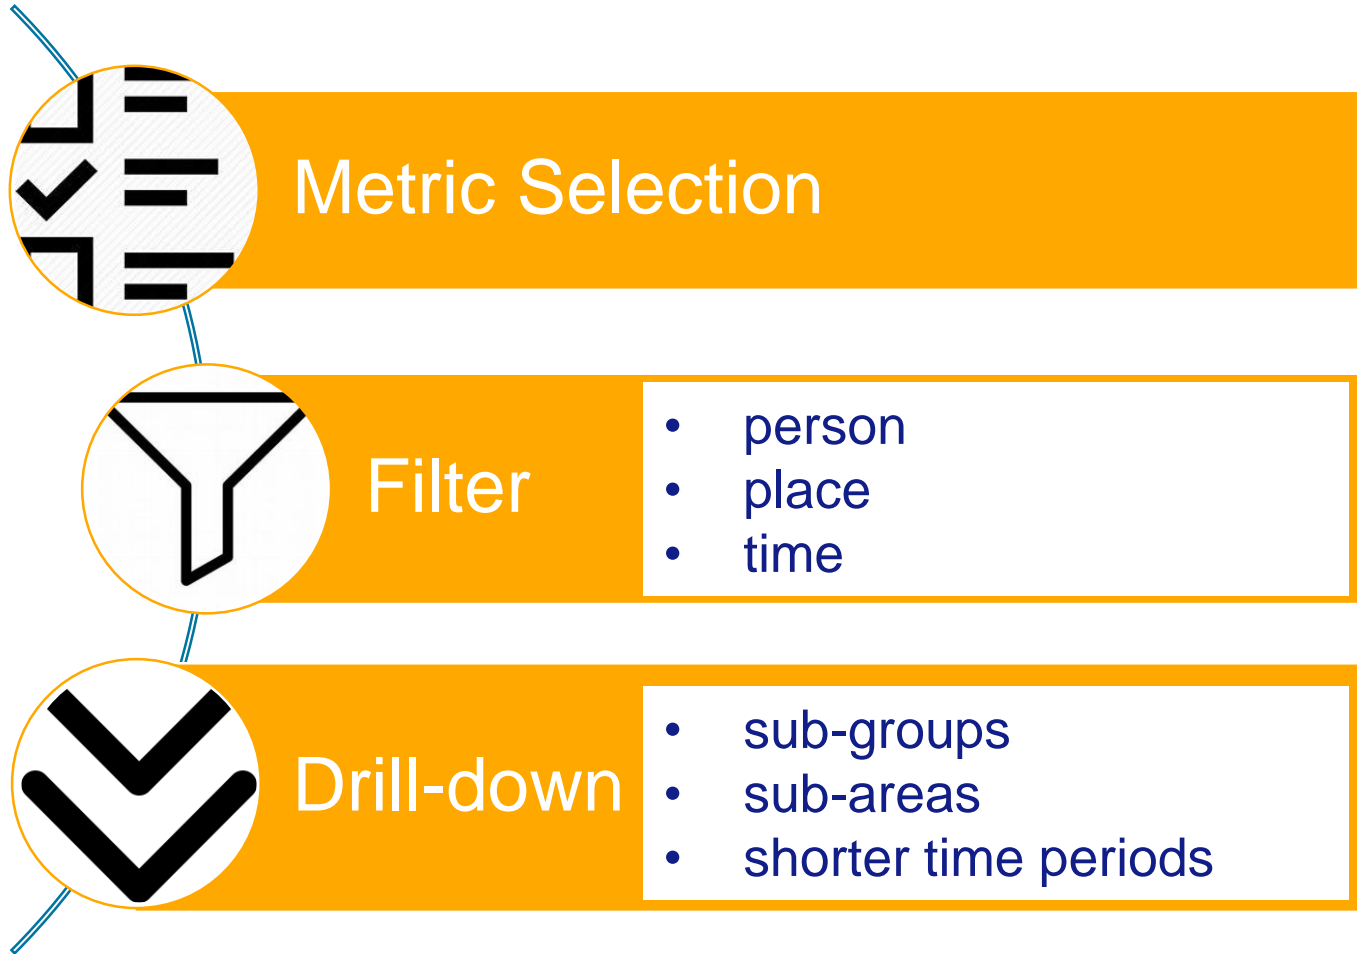 Metric Selection
Filter
• person
• place
• time
Drill-down
• sub-groups
• sub-areas
• shorter time periods